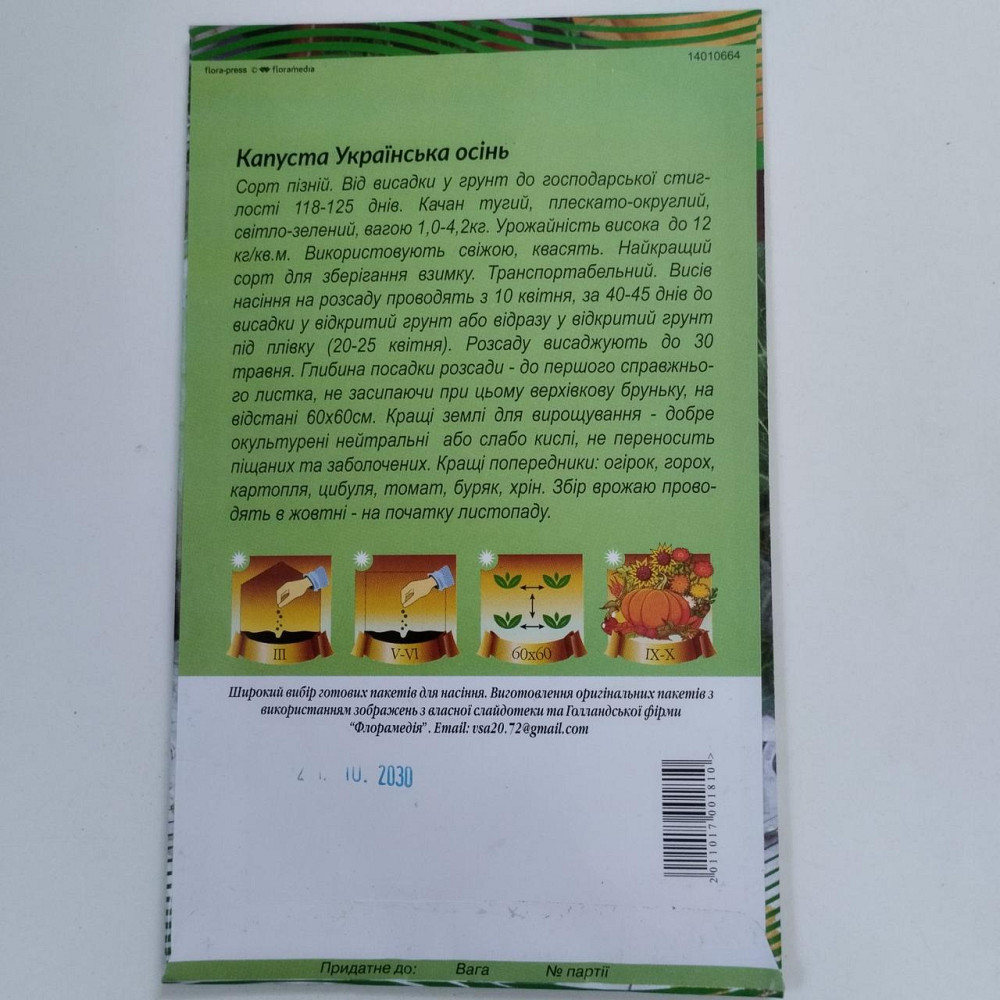 flora-press © floramedia
14010664
Капуста Українська осінь
Сорт пізній. Від висадки у грунт до господарської стиг-
лості 118-125 днів. Качан тугий, плескато-округлий,
світло-зелений, вагою 1,0-4,2кг. Урожайність висока до 12
кг/кв.м. Використовують свіжою, квасять. Найкращий
сорт для зберігання взимку. Транспортабельний. Висів
насіння на розсаду проводять з 10 квітня, за 40-45 днів до
висадки у відкритий грунт або відразу у відкритий грунт
під плівку (20-25 квітня). Розсаду висаджують до 30
травня. Глибина посадки розсади - до першого справжньо-
го листка, не засипаючи при цьому верхівкову бруньку, на
відстані 60х60см. Кращі землі для вирощування - добре
окультурені нейтральні або слабо кислі, не переносить
піщаних та заболочених. Кращі попередники: огірок, горох,
картопля, цибуля, томат, буряк, хрін. Збір врожаю прово-
дять в жовтні - на початку листопаду.
III
V-VI
60х60
IX-X
Широкий вибір готових пакетів для насіння. Виготовлення оригінальних пакетів з
використанням зображень з власної слайдотеки та Голландської фірми
"Флорамедія". Email: vsa20.72@gmail.com
10. 2030
2011017001810>
Придатне до: Вага № партії